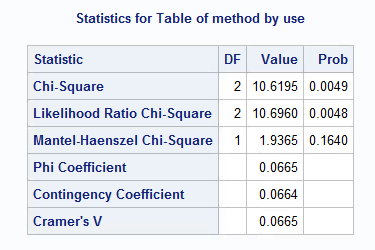 Statistics for Table of method by use
Statistic DF Value Prob
Chi-Square 2 10.6195 0.0049
Likelihood Ratio Chi-Square 2 10.6960 0.0048
Mantel-Haenszel Chi-Square 1 1.9365 0.1640
Phi Coefficient 0.0665
Contingency Coefficient 0.0664
Cramer's V 0.0665